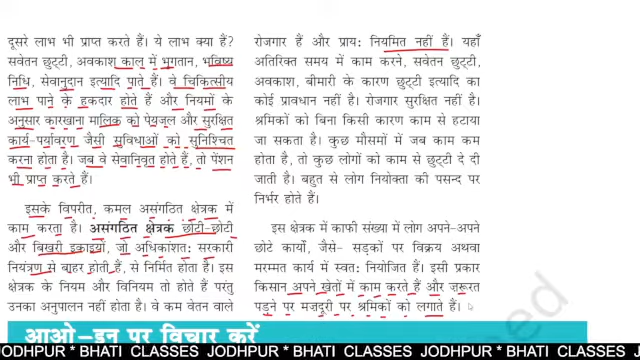 दूसरे लाभ भी प्राप्त करते हैं। ये लाभ क्या हैं?
सवेतन छुट्टी, अवकाश काल में भुगतान, भविष्य
निधि, सेवानुदान इत्यादि पाते हैं। वे चिकित्सीय
लाभ पाने के हकदार होते हैं और नियमों के
अनुसार कारखाना मालिक को पेयजल और सुरक्षित
कार्य-पर्यावरण जैसी सुविधाओं को सुनिश्चित
करना होता है। जब वे सेवानिवृत होते हैं, तो पेंशन
भी प्राप्त करते हैं।
इसके विपरीत, कमल असंगठित क्षेत्रक में
काम करता है। असंगठित क्षेत्रक छोटी-छोटी
और बिखरी इकाइयों, जो अधिकांशत: सरकारी
नियंत्रण से बाहर होती हैं, से निर्मित होता है। इस
क्षेत्रक के नियम और विनियम तो होते हैं परंतु
उनका अनुपालन नहीं होता है। वे कम वेतन वाले
रोजगार हैं और प्राय: नियमित नहीं हैं। यहाँ
अतिरिक्त समय में काम करने, सवेतन छुट्टी,
अवकाश, बीमारी के कारण छुट्टी इत्यादि का
कोई प्रावधान नहीं है। रोजगार सुरक्षित नहीं है।
श्रमिकों को बिना किसी कारण काम से हटाया
जा सकता है। कुछ मौसमों में जब काम कम
होता है, तो कुछ लोगों को काम से छुट्टी दे दी
जाती है। बहुत से लोग नियोक्ता की पसन्द पर
निर्भर होते हैं।
इस क्षेत्रक में काफी संख्या में लोग अपने-अपने
छोटे कार्यो, जैसे- सड़कों पर विक्रय अथवा
मरम्मत कार्य में स्वत: नियोजित हैं। इसी प्रकार
किसान अपने खेतों में काम करते हैं और जरूरत
पड़ने पर मजदूरी पर श्रमिकों को लगाते हैं।
आओ-इन पर विचार करें
JODHPUR * BHATI CLASSES JODHPUR * BHATI CLASSES JODHPUR * BHATI CLASSES